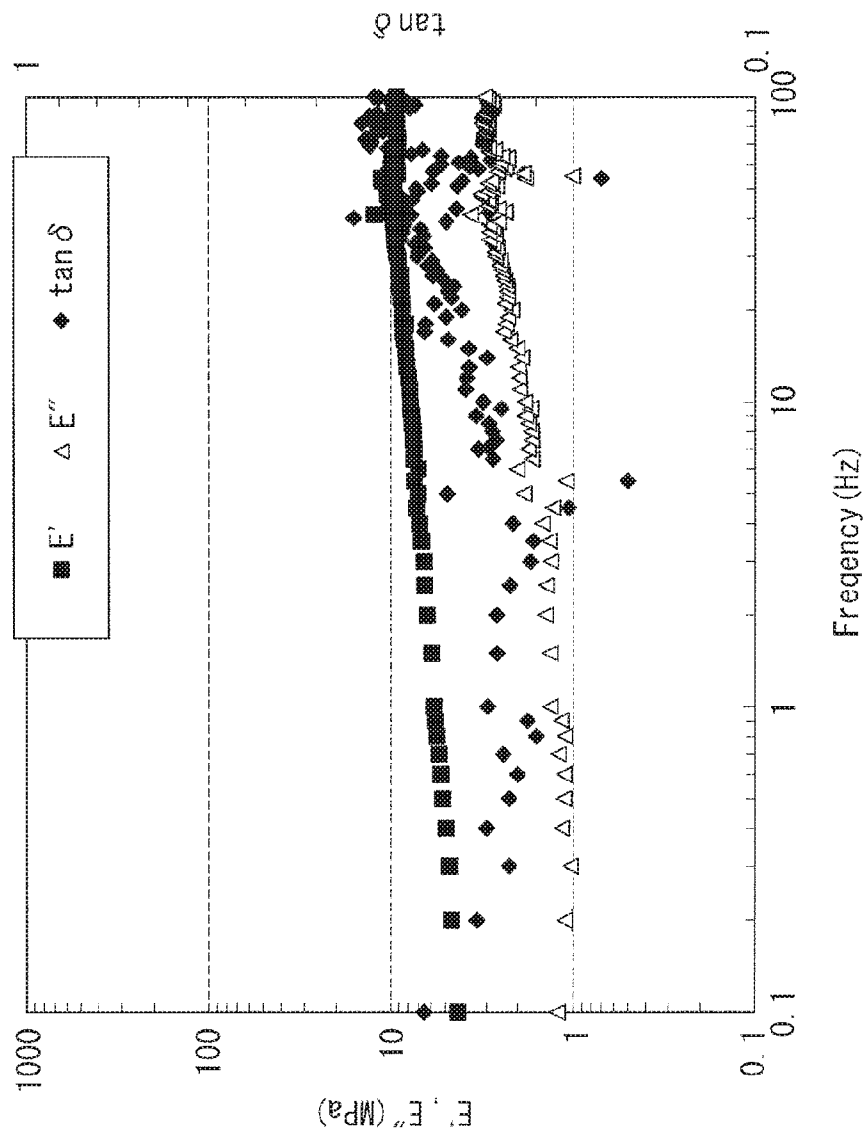 ■ E' △ E" ◆ tan δ
1000
100
10
1
0.1
E', E" (MPa)
1
0.1
tan δ
0.1
1
10
100
Freqency (Hz)